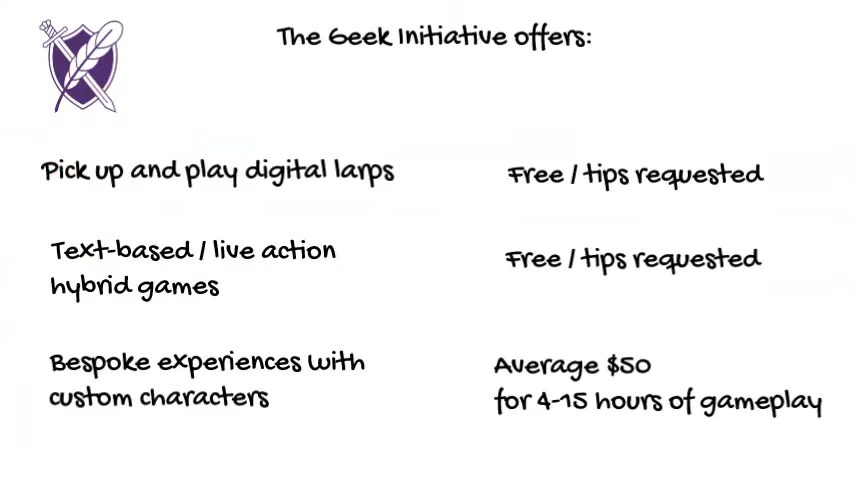 The Geek Initiative offers:
Pick up and play digital larps
Free / tips requested
Text-based / live action
hybrid games
Free / tips requested
Bespoke experiences with
custom characters
Average $50
for 4-15 hours of gameplay